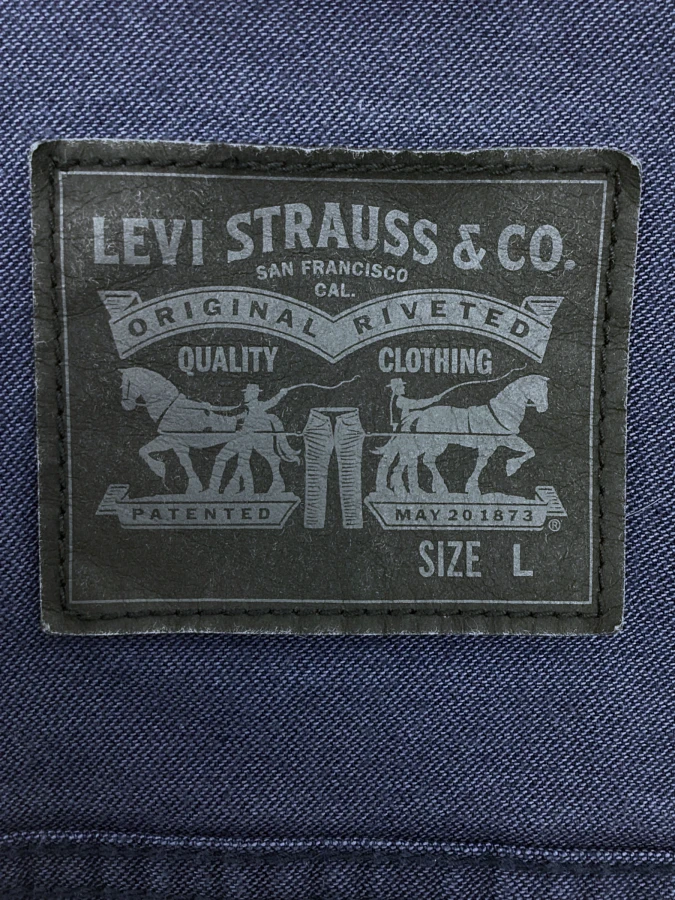 LEVI STRAUSS & CO.
SAN FRANCISCO
CAL.
ORIGINAL RIVETED
QUALITY CLOTHING
PATENTED MAY 20 1873 ®
SIZE L